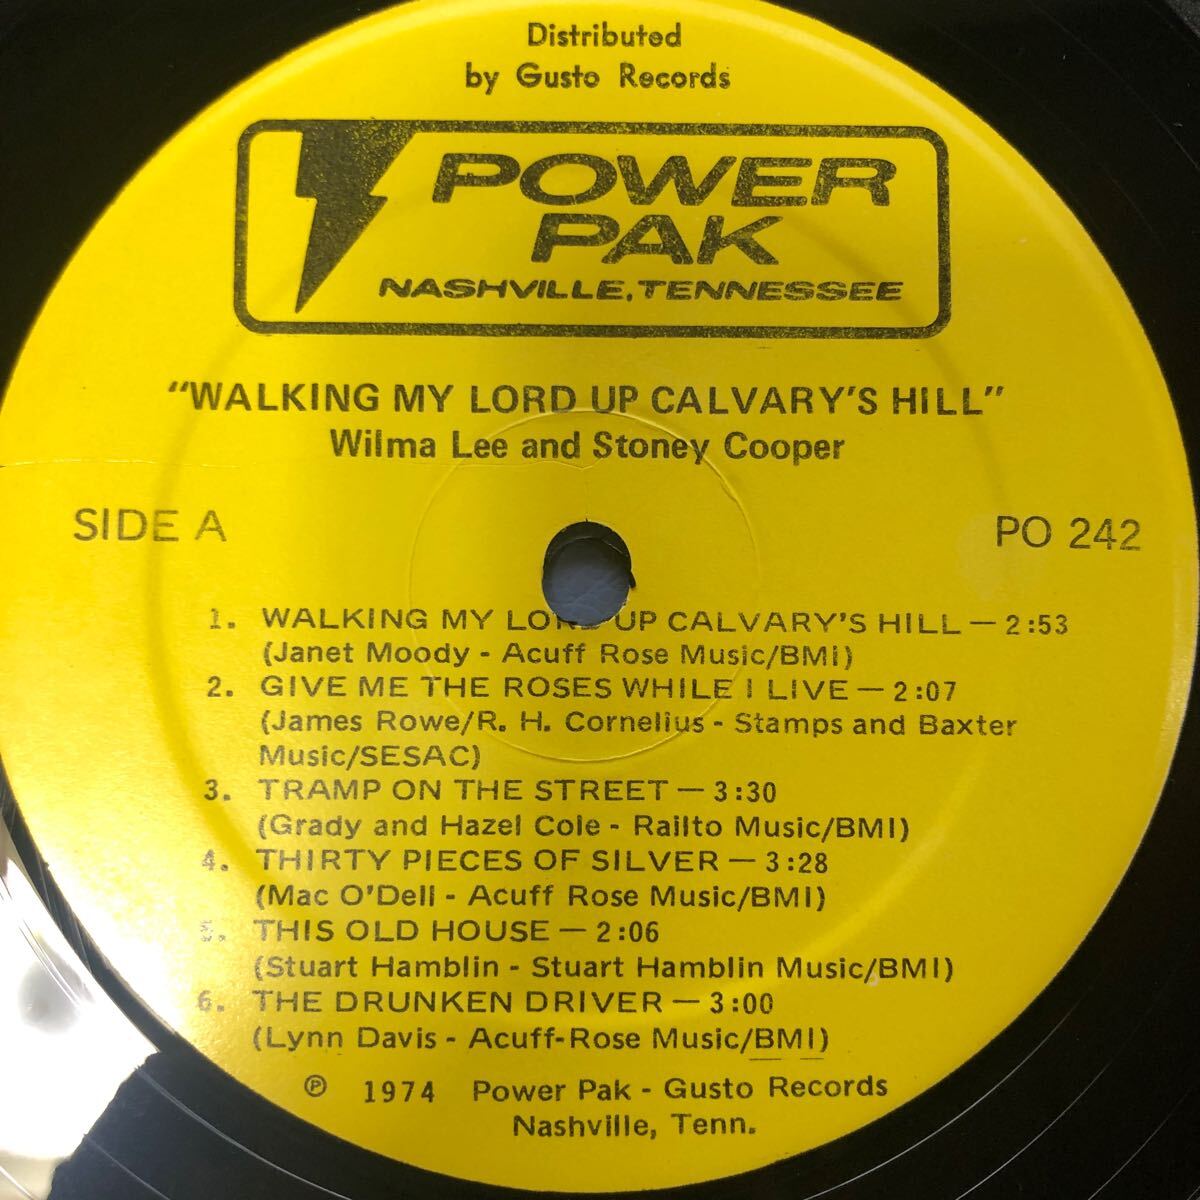 Distributed
by Gusto Records
POWER
PAK
NASHVILLE, TENNESSEE
"WALKING MY LORD UP CALVARY'S HILL"
Wilma Lee and Stoney Cooper
SIDE A
PO 242
1. WALKING MY LORD UP CALVARY'S HILL — 2:53
(Janet Moody - Acuff Rose Music/BMI)
2. GIVE ME THE ROSES WHILE I LIVE — 2:07
(James Rowe/R. H. Cornelius - Stamps and Baxter
Music/SESAC)
3. TRAMP ON THE STREET — 3:30
(Grady and Hazel Cole - Railto Music/BMI)
4. THIRTY PIECES OF SILVER — 3:28
(Mac O'Dell - Acuff Rose Music/BMI)
5. THIS OLD HOUSE — 2:06
(Stuart Hamblin - Stuart Hamblin Music/BMI)
6. THE DRUNKEN DRIVER — 3:00
(Lynn Davis - Acuff-Rose Music/BMI)
℗ 1974 Power Pak - Gusto Records
Nashville, Tenn.